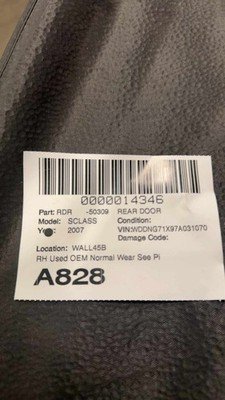 0000014346
Part: RDR -50309 REAR DOOR
Model: SCLASS Condition:
2007 VIN:WDDNG71X97A031070
Damage Code:
Location: WALL45B
RH Used OEM Normal Wear See Pi
A828